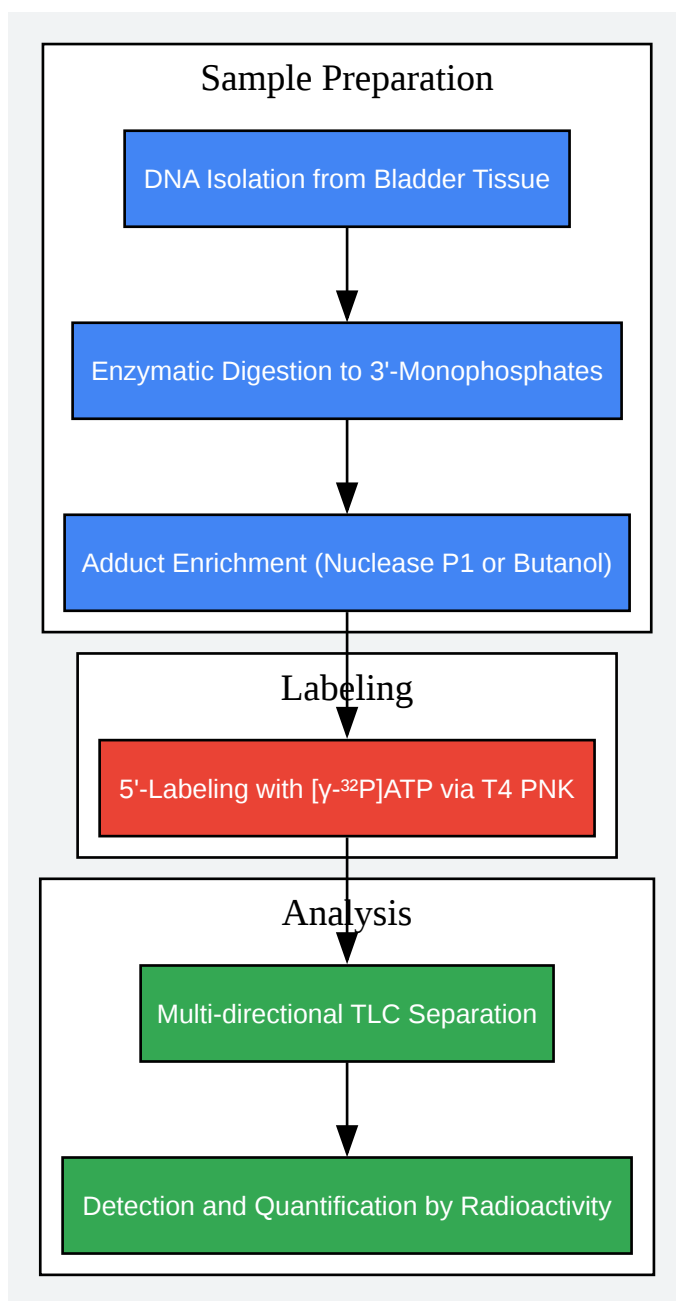 Sample Preparation
DNA Isolation from Bladder Tissue
Enzymatic Digestion to 3'-Monophosphates
Adduct Enrichment (Nuclease P1 or Butanol)
Labeling
5'-Labeling with [γ-³²P]ATP via T4 PNK
Analysis
Multi-directional TLC Separation
Detection and Quantification by Radioactivity